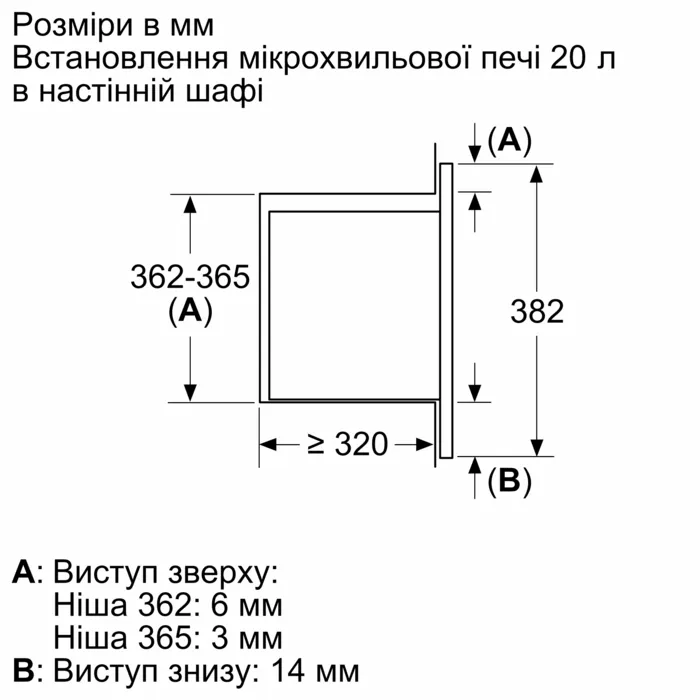 Розміри в мм
Встановлення мікрохвильової печі 20 л
в настінній шафі
(A)
362-365
(A)
382
≥ 320
(B)
A: Виступ зверху:
Ніша 362: 6 мм
Ніша 365: 3 мм
B: Виступ знизу: 14 мм